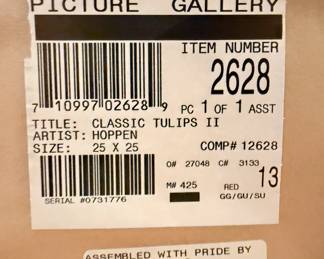 PICTURE GALLERY
ITEM NUMBER
2628
7 10997 02628 9 PC 1 OF 1 ASST
TITLE: CLASSIC TULIPS II
ARTIST: HOPPEN
SIZE: 25 X 25 COMP# 12628
O# 27048 C# 3133
M# 425 RED 13
GG/GU/SU
SERIAL #0731776
ASSEMBLED WITH PRIDE BY